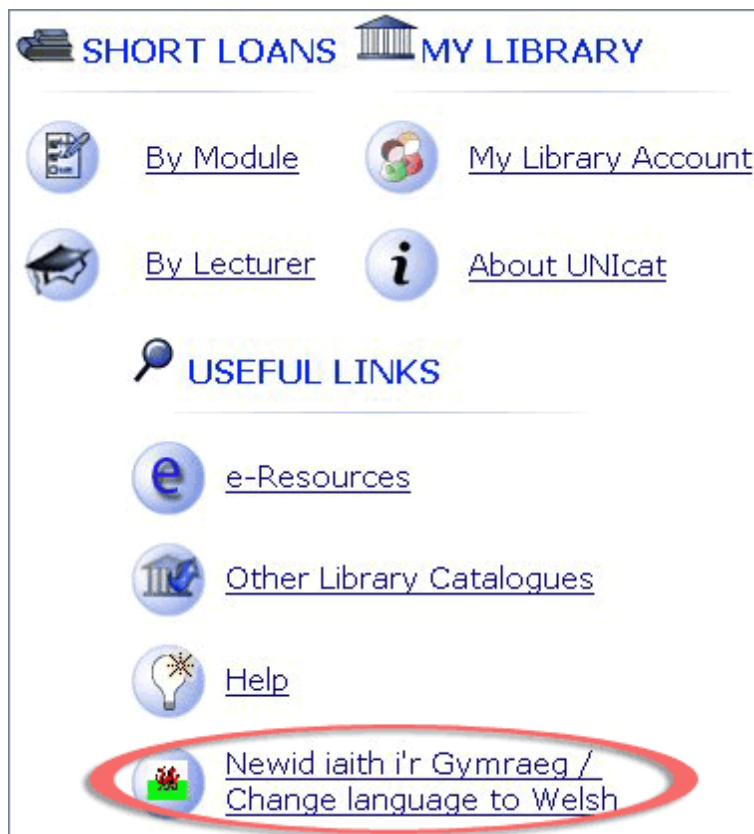 SHORT LOANS
MY LIBRARY
By Module
My Library Account
By Lecturer
About UNIcat
USEFUL LINKS
e-Resources
Other Library Catalogues
Help
Newid iaith i'r Gymraeg /
Change language to Welsh